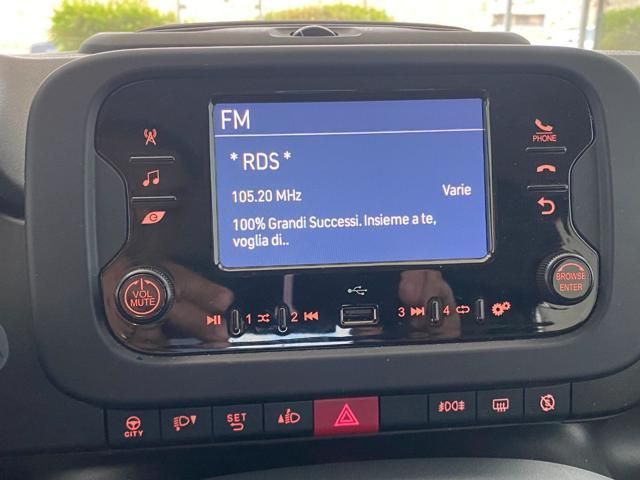 FM
* RDS *
105.20 MHz Varie
100% Grandi Successi. Insieme a te,
voglia di..
PHONE
VOL
MUTE
BROWSE
ENTER
1 2 3 4
CITY SET